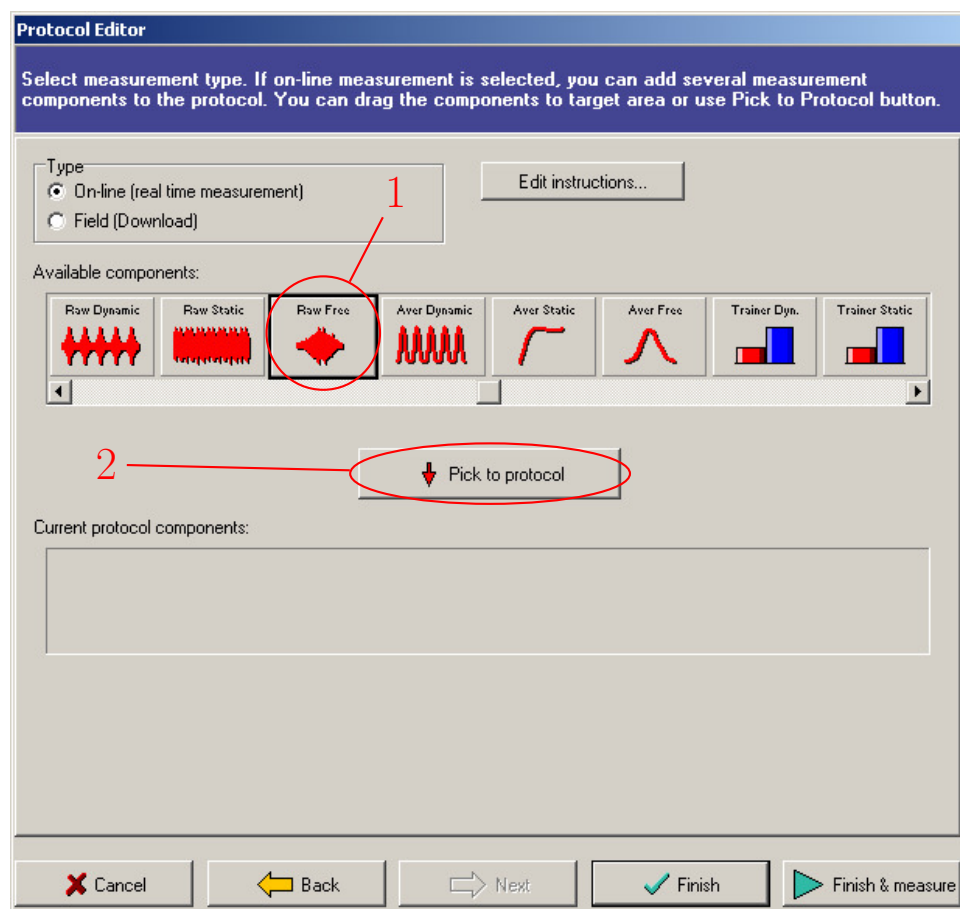 Protocol Editor
Select measurement type. If on-line measurement is selected, you can add several measurement
components to the protocol. You can drag the components to target area or use Pick to Protocol button.
Type
On-line (real time measurement)
Field (Download)
1
Edit instructions...
Available components:
Raw Dynamic
Raw Static
Raw Free
Aver Dynamic
Aver Static
Aver Free
Trainer Dyn.
Trainer Static
2
Pick to protocol
Current protocol components:
Cancel
Back
Next
Finish
Finish & measure